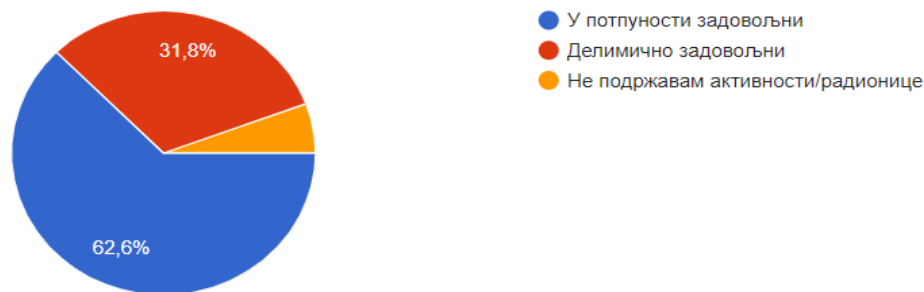 31,8%
62,6%
У потпуности задовољни
Делимично задовољни
Не подржавам активности/радионице